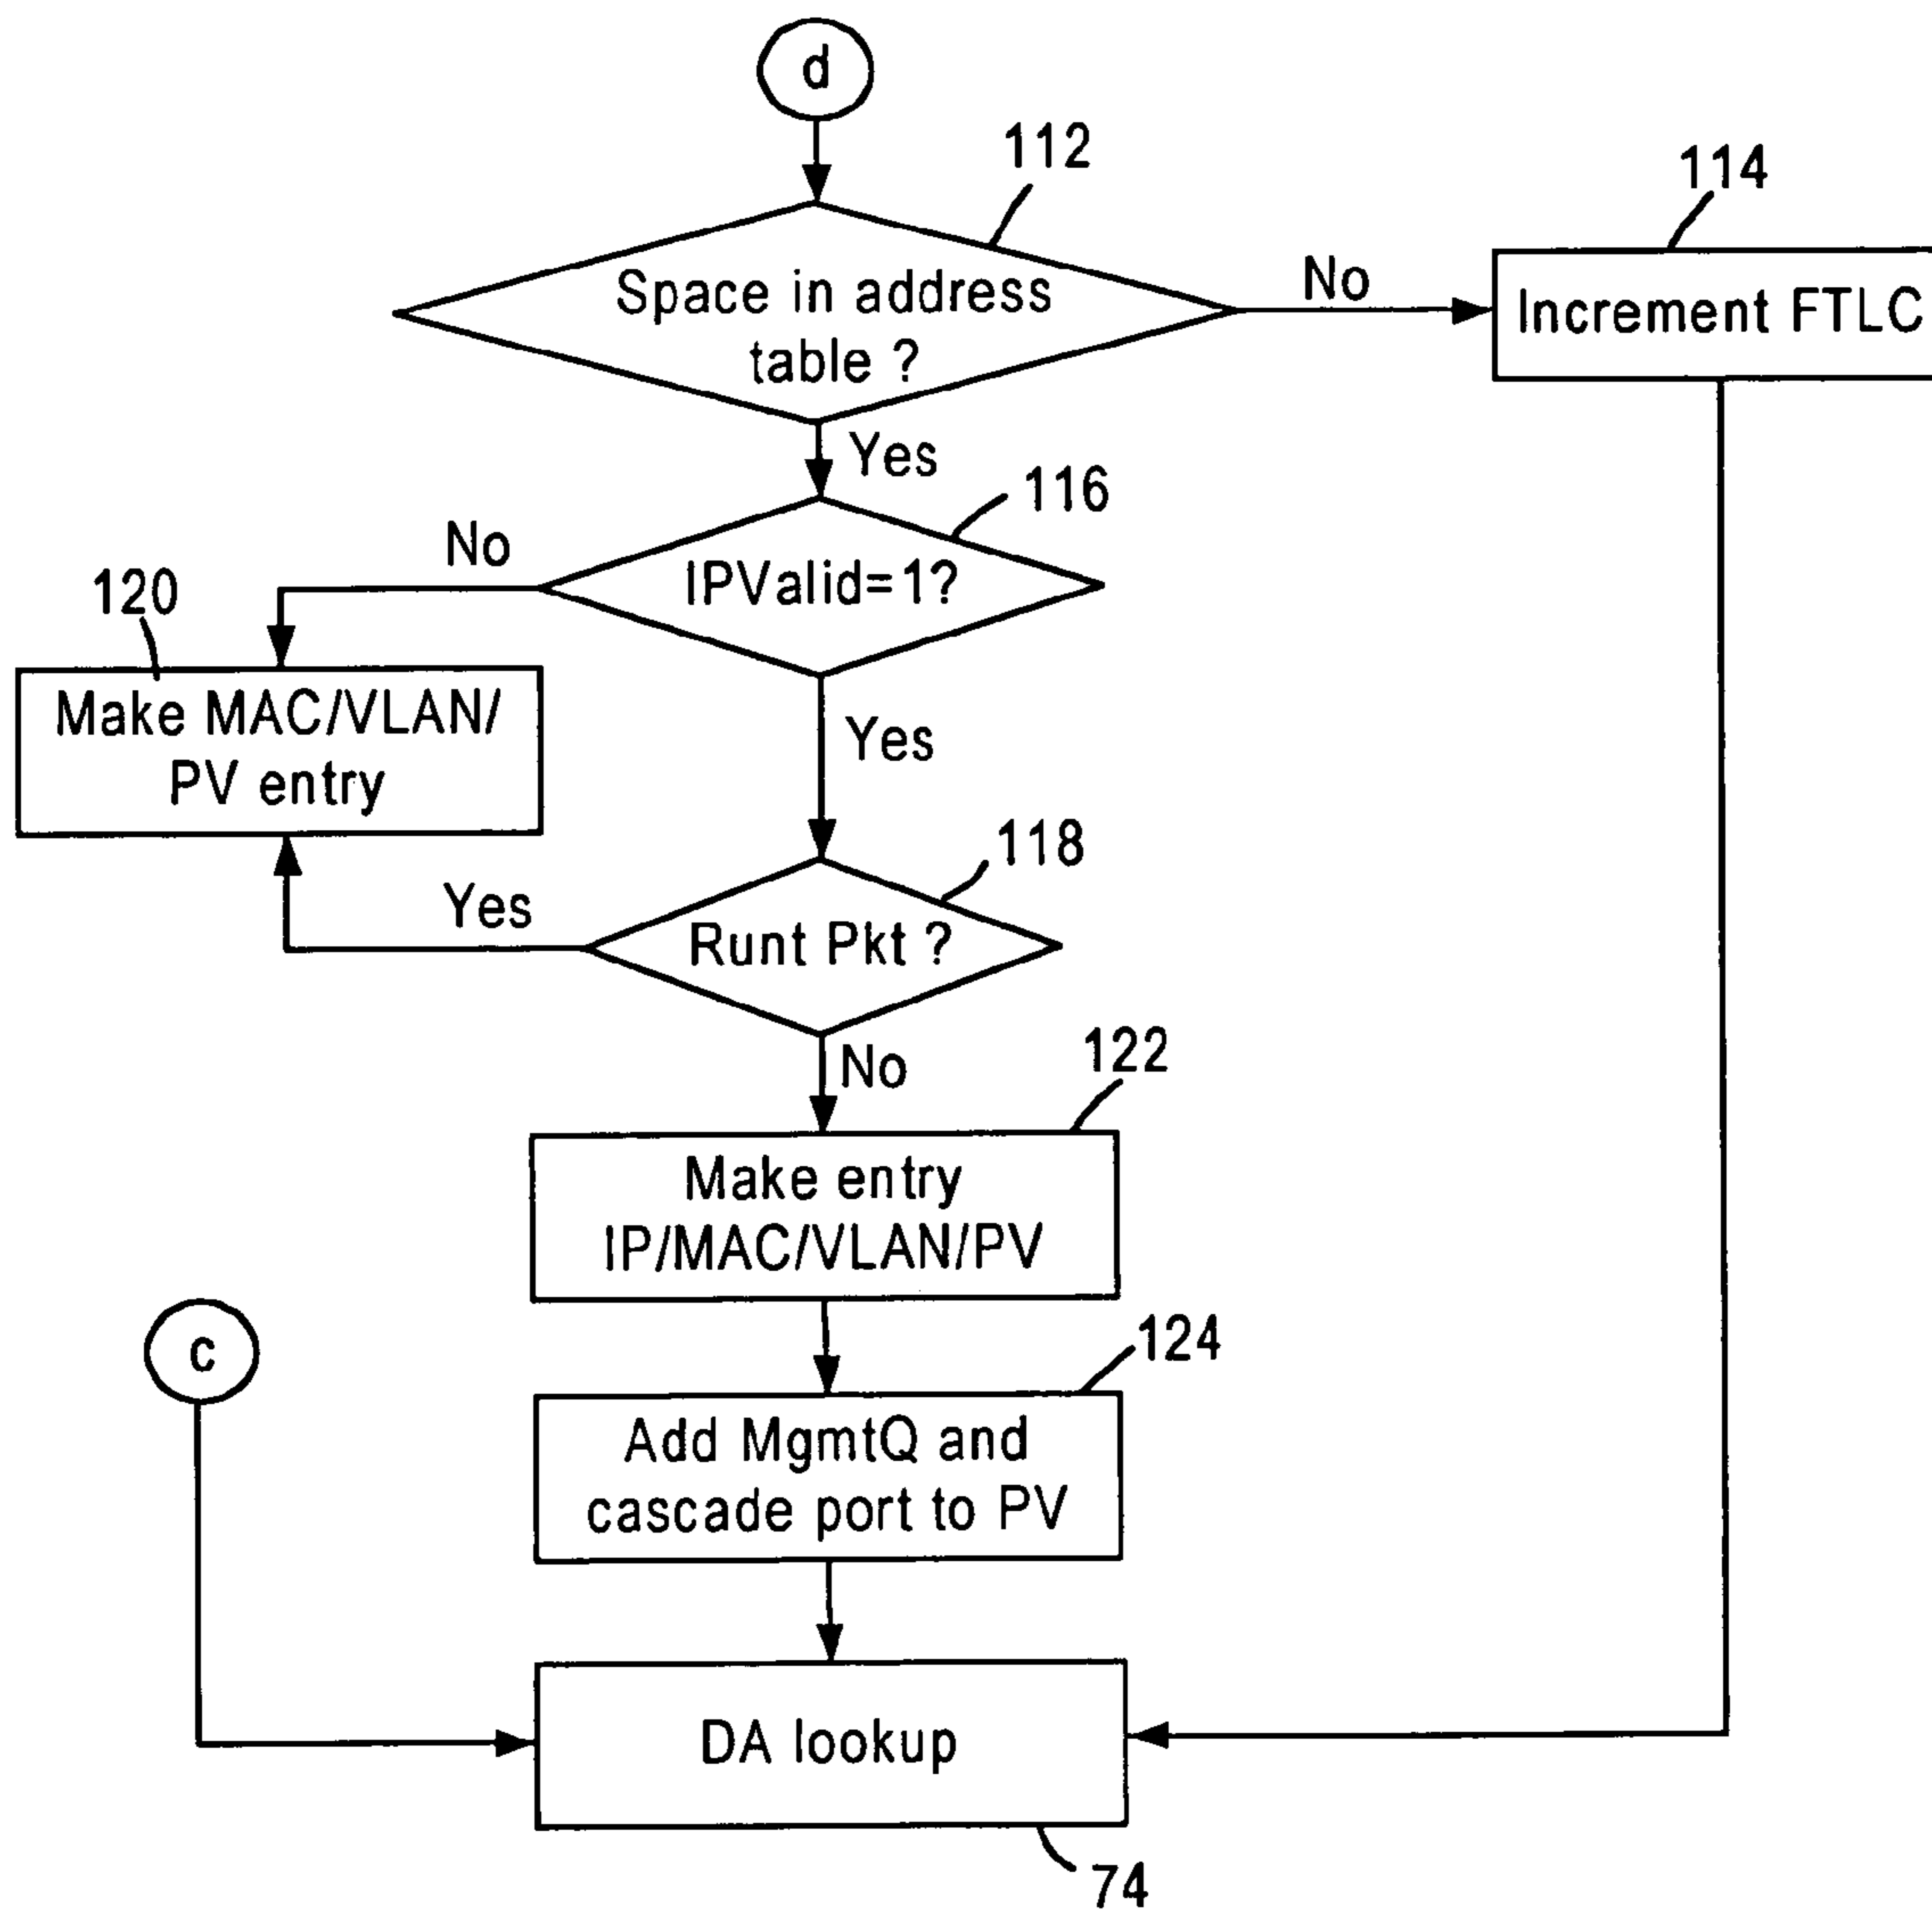 d
112
114
Space in address
table ?
No
Increment FTLC
Yes
116
No
IPValid=1?
120
Make MAC/VLAN/
PV entry
Yes
118
Yes
Runt Pkt ?
No
122
Make entry
IP/MAC/VLAN/PV
c
124
Add MgmtQ and
cascade port to PV
DA lookup
74